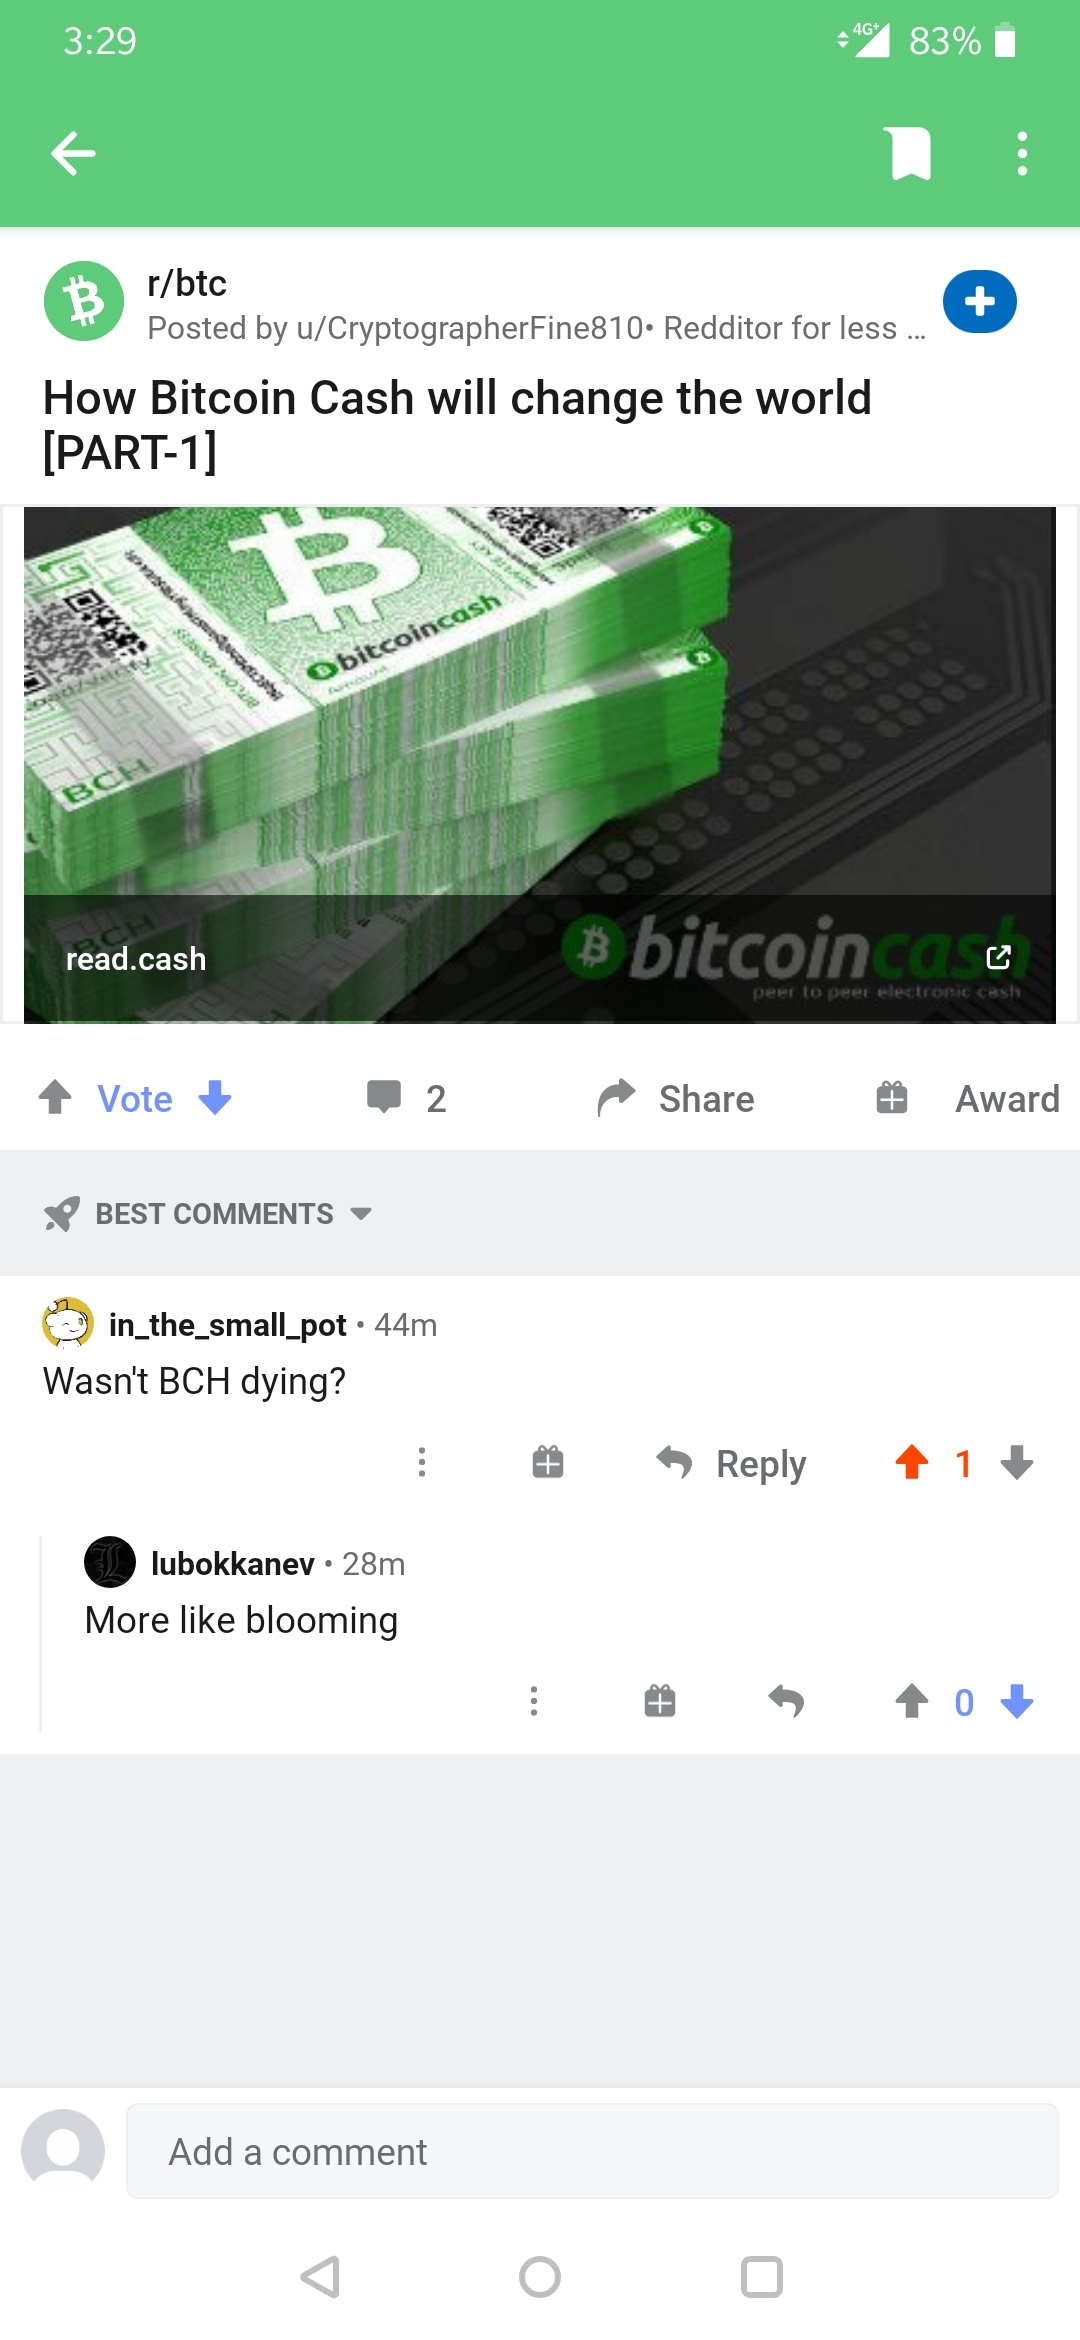 3:29
4G+
83%
r/btc
Posted by u/CryptographerFine810• Redditor for less ...
How Bitcoin Cash will change the world
[PART-1]
bitcoincash
BCH
BCH
read.cash
bitcoincash
peer to peer electronic cash
Vote
2
Share
Award
BEST COMMENTS
in_the_small_pot • 44m
Wasn't BCH dying?
Reply
1
lubokkanev • 28m
More like blooming
0
Add a comment